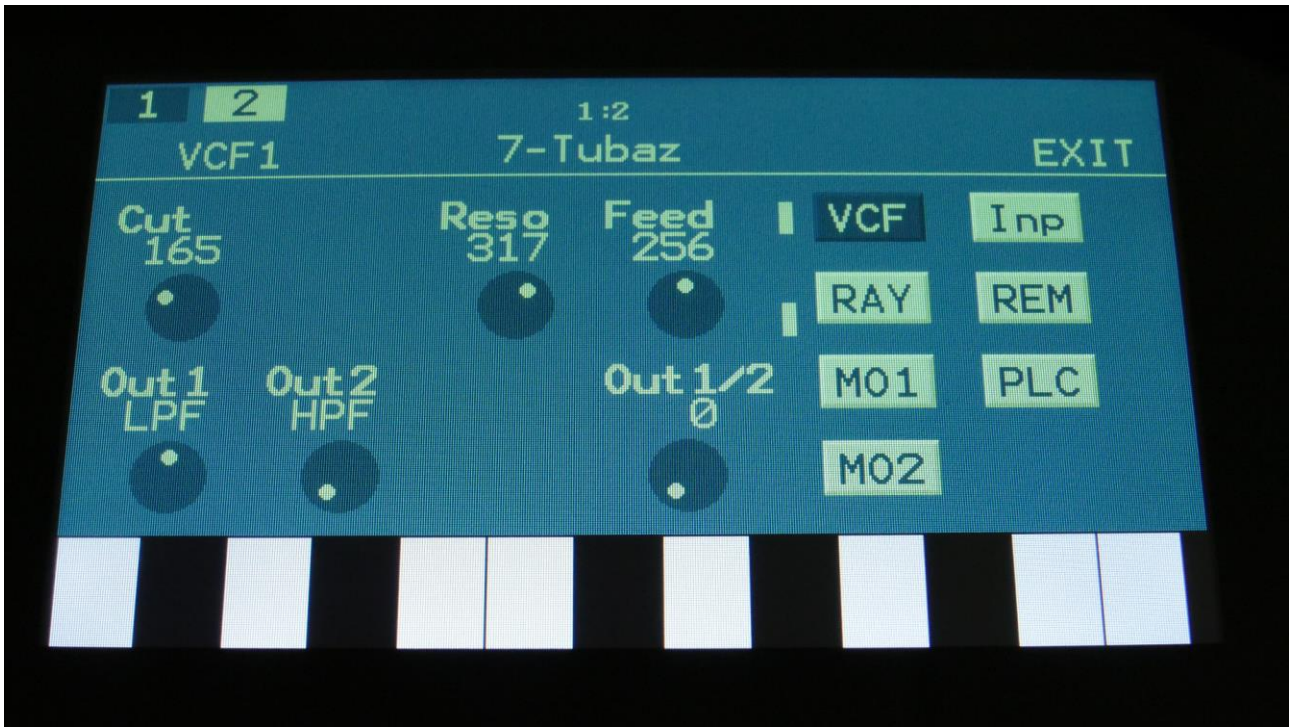 1 2 1:2
VCF1 7-Tubaz EXIT
Cut Reso Feed VCF Inp
165 317 256
RAY REM
Out1 Out2 Out1/2 MO1 PLC
LPF HPF 0
MO2